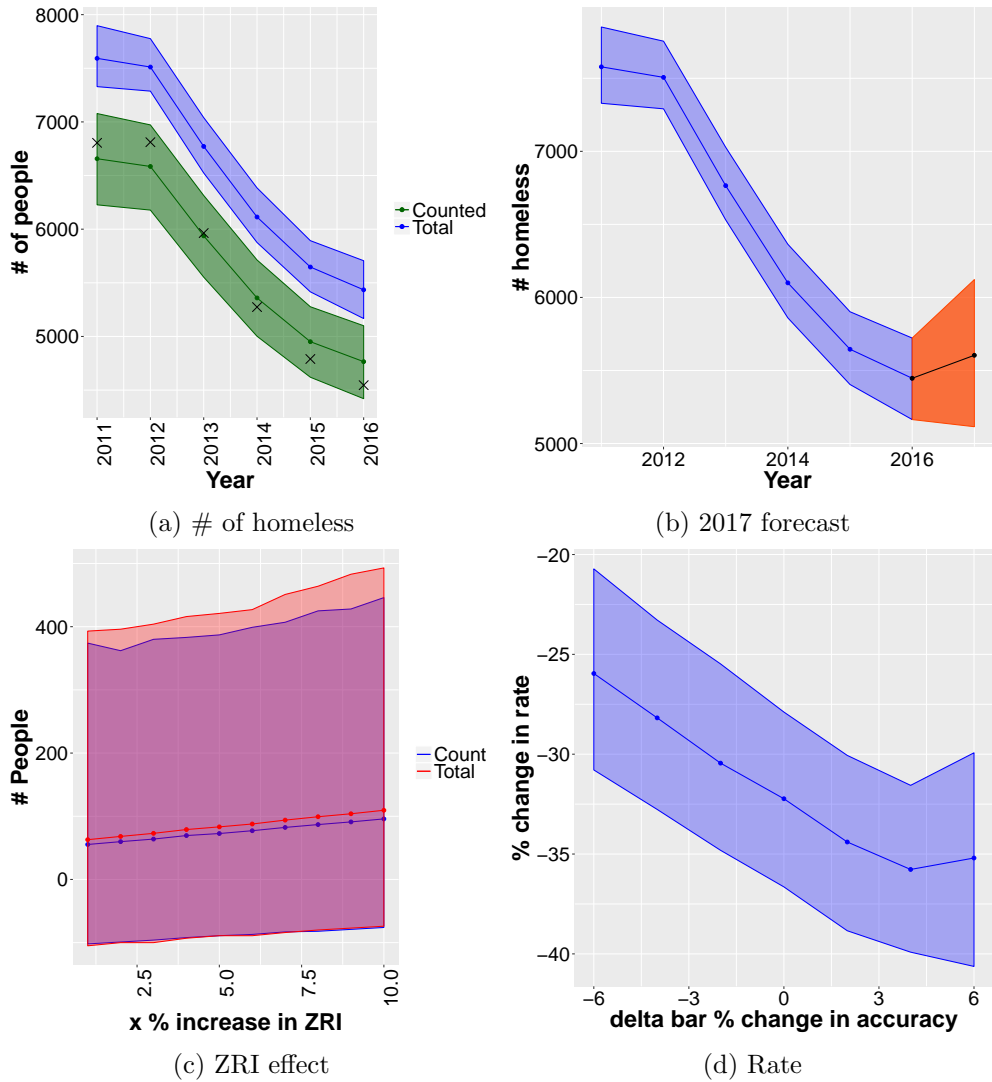 8000
7000
6000
5000
# of people
2011
2012
2013
2014
2015
2016
Year
Counted
Total
(a) # of homeless
7000
6000
5000
# homeless
2012
2014
2016
Year
(b) 2017 forecast
400
200
0
# People
2.5
5.0
7.5
10.0
x % increase in ZRI
Count
Total
(c) ZRI effect
−20
−25
−30
−35
−40
% change in rate
−6
−3
0
3
6
delta bar % change in accuracy
(d) Rate